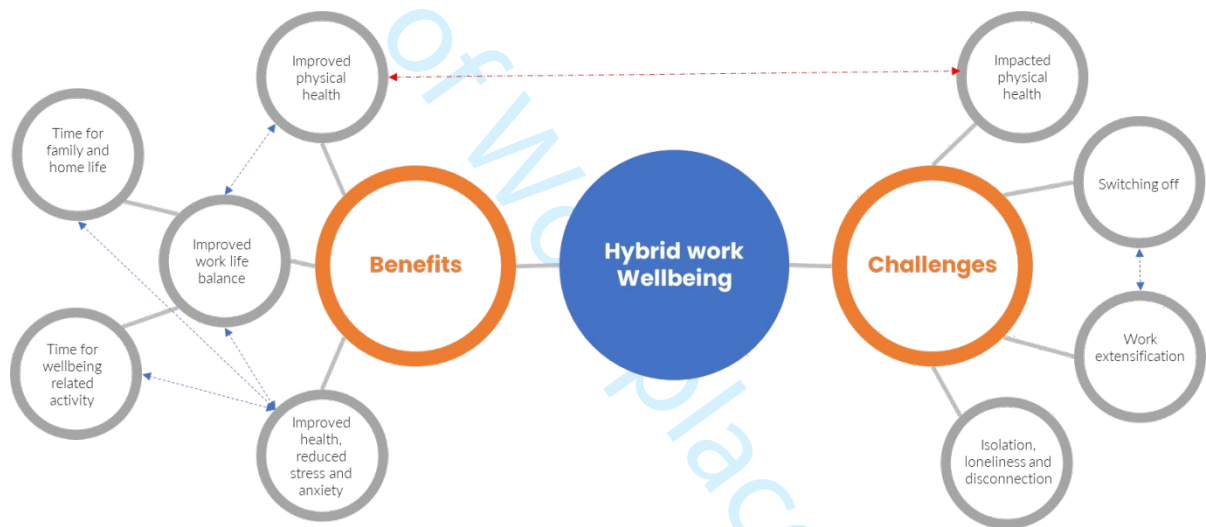 Improved
physical
health
Impacted
physical
health
Time for
family and
home life
Switching off
Improved
work life
balance
Benefits
Hybrid work
Wellbeing
Challenges
Time for
wellbeing
related
activity
Work
extensification
Improved
health,
reduced
stress and
anxiety
Isolation,
loneliness and
disconnection
of Workplace